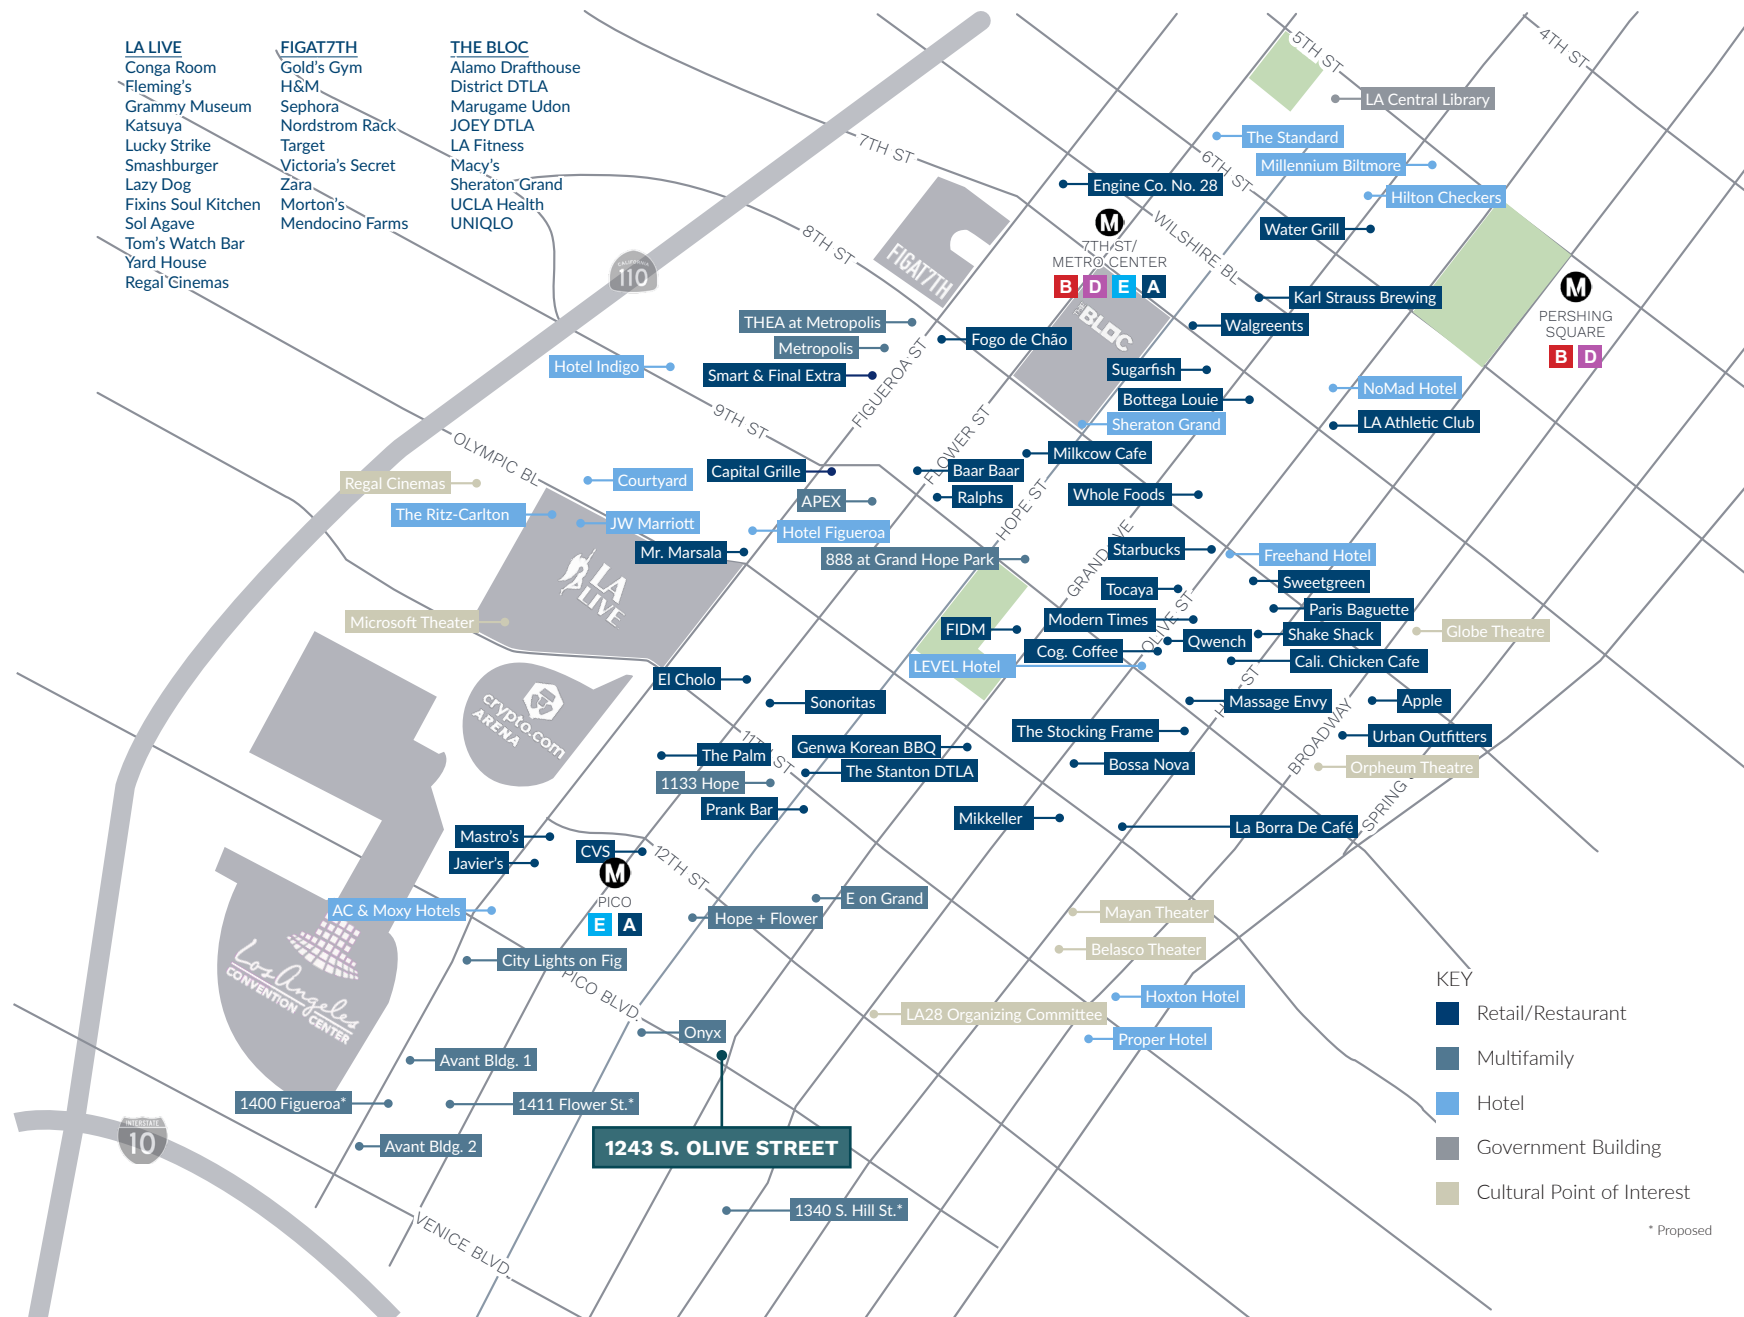 LA LIVE
Conga Room
Fleming's
Grammy Museum
Katsuya
Lucky Strike
Smashburger
Lazy Dog
Fixins Soul Kitchen
Sol Agave
Tom's Watch Bar
Yard House
Regal Cinemas
FIGAT7TH
Gold's Gym
H&M
Sephora
Nordstrom Rack
Target
Victoria's Secret
Zara
Morton's
Mendocino Farms
THE BLOC
Alamo Drafthouse
District DTLA
Marugame Udon
JOEY DTLA
LA Fitness
Macy's
Sheraton Grand
UCLA Health
UNIQLO
5TH ST
4TH ST
LA Central Library
The Standard
7TH ST
6TH ST
Millennium Biltmore
Engine Co. No. 28
Hilton Checkers
M
WILSHIRE BL
Water Grill
8TH ST
7TH ST/
METRO CENTER
B D E A
FIGAT7TH
CALIFORNIA
110
M
PERSHING
SQUARE
B D
Karl Strauss Brewing
THE BLOC
THEA at Metropolis
Walgreens
Fogo de Chão
Metropolis
Hotel Indigo
Smart & Final Extra
Sugarfish
FIGUEROA ST
NoMad Hotel
Bottega Louie
9TH ST
Sheraton Grand
LA Athletic Club
FLOWER ST
OLYMPIC BL
Milkcow Cafe
Capital Grille
Baar Baar
Regal Cinemas
Courtyard
APEX
Ralphs
Whole Foods
The Ritz-Carlton
JW Marriott
HOPE ST
Hotel Figueroa
Mr. Marsala
GRAND AVE
Starbucks
Freehand Hotel
888 at Grand Hope Park
LA
LIVE
Sweetgreen
Tocaya
Paris Baguette
Microsoft Theater
Modern Times
OLIVE ST
FIDM
Globe Theatre
Shake Shack
Qwench
Cog. Coffee
Cali. Chicken Cafe
LEVEL Hotel
El Cholo
ST
Sonoritas
Massage Envy
Apple
crypto.com
ARENA
The Stocking Frame
BROADWAY
Urban Outfitters
11TH ST
Genwa Korean BBQ
The Palm
Bossa Nova
Orpheum Theatre
The Stanton DTLA
1133 Hope
SPRING
Prank Bar
Mikkeller
La Borra De Café
Mastro's
CVS
Javier's
M
12TH ST
PICO
E A
E on Grand
AC & Moxy Hotels
Hope + Flower
Mayan Theater
Belasco Theater
City Lights on Fig
Los Angeles
CONVENTION CENTER
PICO BLVD.
Hoxton Hotel
LA28 Organizing Committee
Onyx
Proper Hotel
Avant Bldg. 1
1400 Figueroa*
1411 Flower St.*
INTERSTATE
10
Avant Bldg. 2
1243 S. OLIVE STREET
1340 S. Hill St.*
VENICE BLVD.
KEY
Retail/Restaurant
Multifamily
Hotel
Government Building
Cultural Point of Interest
* Proposed